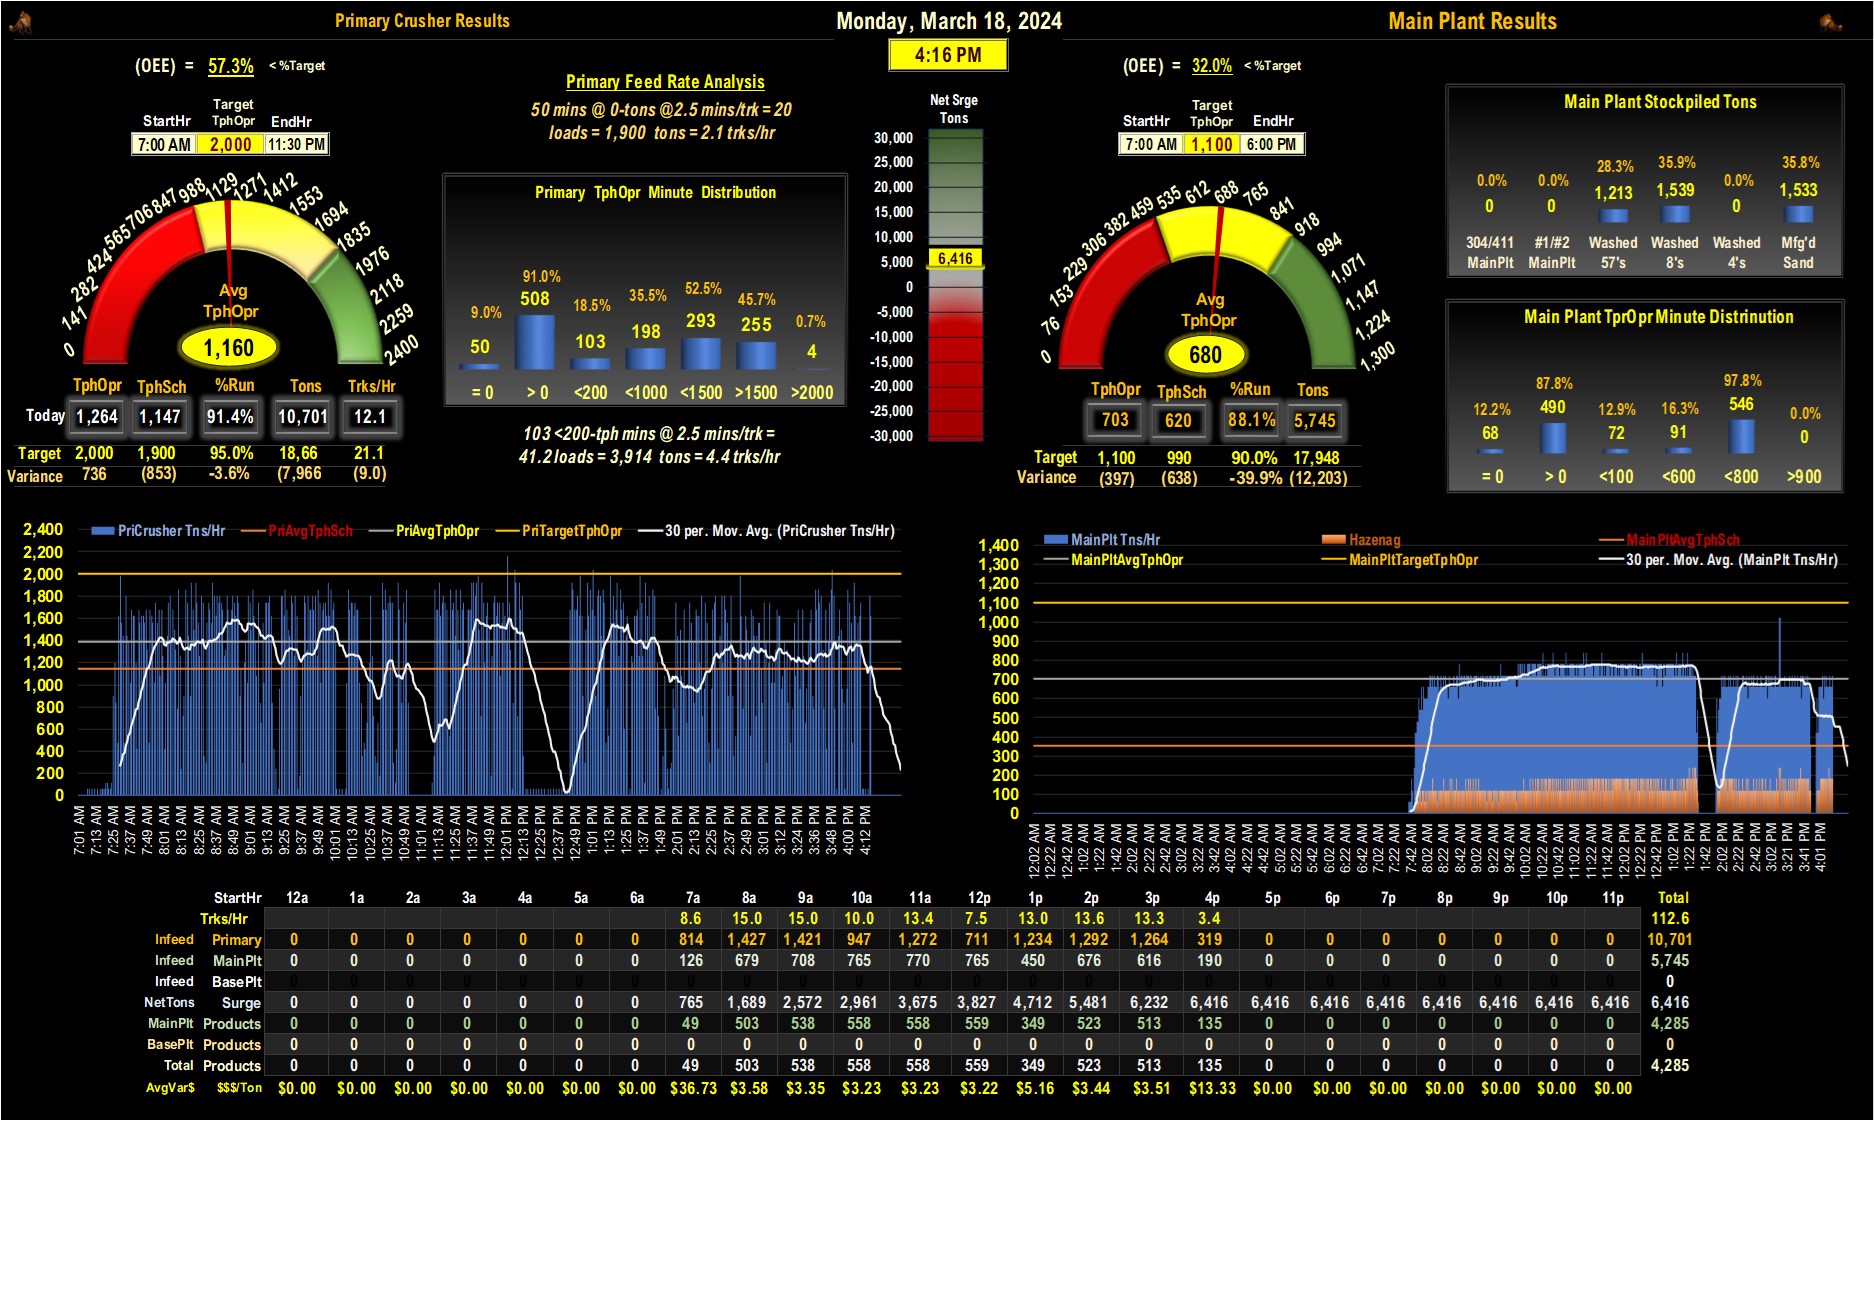 Primary Crusher Results
Monday, March 18, 2024
Main Plant Results
4:16 PM
(OEE) = 57.3% < %Target
Target
StartHr TphOpr EndHr
7:00 AM 2,000 11:30 PM
0 141 282 424 565 706 847 988 1129 1271 1412 1553 1694 1835 1976 2118 2259 2400
Avg
TphOpr
1,160
TphOpr TphSch %Run Tons Trks/Hr
Today 1,264 1,147 91.4% 10,701 12.1
Target 2,000 1,900 95.0% 18,66 21.1
Variance 736 (853) -3.6% (7,966 (9.0)
Primary Feed Rate Analysis
50 mins @ 0-tons @2.5 mins/trk = 20
loads = 1,900 tons = 2.1 trks/hr
Primary TphOpr Minute Distribution
9.0% 91.0% 18.5% 35.5% 52.5% 45.7% 0.7%
50 508 103 198 293 255 4
= 0 > 0 <200 <1000 <1500 >1500 >2000
103 <200-tph mins @ 2.5 mins/trk =
41.2 loads = 3,914 tons = 4.4 trks/hr
Net Srge
Tons
30,000
25,000
20,000
15,000
10,000
6,416
5,000
0
-5,000
-10,000
-15,000
-20,000
-25,000
-30,000
(OEE) = 32.0% < %Target
Target
StartHr TphOpr EndHr
7:00 AM 1,100 6:00 PM
0 76 153 229 306 382 459 535 612 688 765 841 918 994 1,071 1,147 1,224 1,300
Avg
TphOpr
680
TphOpr TphSch %Run Tons
703 620 88.1% 5,745
Target 1,100 990 90.0% 17,948
Variance (397) (638) -39.9% (12,203)
Main Plant Stockpiled Tons
0.0% 0.0% 28.3% 35.9% 0.0% 35.8%
0 0 1,213 1,539 0 1,533
304/411 #1/#2 Washed Washed Washed Mfg'd
MainPlt MainPlt 57's 8's 4's Sand
Main Plant TprOpr Minute Distrinution
12.2% 87.8% 12.9% 16.3% 97.8% 0.0%
68 490 72 91 546 0
= 0 > 0 <100 <600 <800 >900
PriCrusher Tns/Hr PriAvgTphSch PriAvgTphOpr PriTargetTphOpr 30 per. Mov. Avg. (PriCrusher Tns/Hr)
2,400
2,200
2,000
1,800
1,600
1,400
1,200
1,000
800
600
400
200
0
7:01 AM 7:13 AM 7:25 AM 7:37 AM 7:49 AM 8:01 AM 8:13 AM 8:25 AM 8:37 AM 8:49 AM 9:01 AM 9:13 AM 9:25 AM 9:37 AM 9:49 AM 10:01 AM 10:13 AM 10:25 AM 10:37 AM 10:49 AM 11:01 AM 11:13 AM 11:25 AM 11:37 AM 11:49 AM 12:01 PM 12:13 PM 12:25 PM 12:37 PM 12:49 PM 1:01 PM 1:13 PM 1:25 PM 1:37 PM 1:49 PM 2:01 PM 2:13 PM 2:25 PM 2:37 PM 2:49 PM 3:01 PM 3:12 PM 3:24 PM 3:36 PM 3:48 PM 4:00 PM 4:12 PM
MainPlt Tns/Hr Hazenag MainPltAvgTphSch
MainPltAvgTphOpr MainPltTargetTphOpr 30 per. Mov. Avg. (MainPlt Tns/Hr)
1,400
1,300
1,200
1,100
1,000
900
800
700
600
500
400
300
200
100
0
12:02 AM 12:22 AM 12:42 AM 1:02 AM 1:22 AM 1:42 AM 2:02 AM 2:22 AM 2:42 AM 3:02 AM 3:22 AM 3:42 AM 4:02 AM 4:22 AM 4:42 AM 5:02 AM 5:22 AM 5:42 AM 6:02 AM 6:22 AM 6:42 AM 7:02 AM 7:22 AM 7:42 AM 8:02 AM 8:22 AM 8:42 AM 9:02 AM 9:22 AM 9:42 AM 10:02 AM 10:22 AM 10:42 AM 11:02 AM 11:22 AM 11:42 AM 12:02 PM 12:22 PM 12:42 PM 1:02 PM 1:22 PM 1:42 PM 2:02 PM 2:22 PM 2:42 PM 3:02 PM 3:21 PM 3:41 PM 4:01 PM
StartHr 12a 1a 2a 3a 4a 5a 6a 7a 8a 9a 10a 11a 12p 1p 2p 3p 4p 5p 6p 7p 8p 9p 10p 11p Total
Trks/Hr 8.6 15.0 15.0 10.0 13.4 7.5 13.0 13.6 13.3 3.4 112.6
Infeed Primary 0 0 0 0 0 0 0 814 1,427 1,421 947 1,272 711 1,234 1,292 1,264 319 0 0 0 0 0 0 0 10,701
Infeed MainPlt 0 0 0 0 0 0 0 126 679 708 765 770 765 450 676 616 190 0 0 0 0 0 0 0 5,745
Infeed BasePlt 0 0 0 0 0 0 0 0 0 0 0 0 0 0 0 0 0 0 0 0 0 0 0 0 0
NetTons Surge 0 0 0 0 0 0 0 765 1,689 2,572 2,961 3,675 3,827 4,712 5,481 6,232 6,416 6,416 6,416 6,416 6,416 6,416 6,416 6,416 6,416
MainPlt Products 0 0 0 0 0 0 0 49 503 538 558 558 559 349 523 513 135 0 0 0 0 0 0 0 4,285
BasePlt Products 0 0 0 0 0 0 0 0 0 0 0 0 0 0 0 0 0 0 0 0 0 0 0 0 0
Total Products 0 0 0 0 0 0 0 49 503 538 558 558 559 349 523 513 135 0 0 0 0 0 0 0 4,285
AvgVar$ $$$/Ton $0.00 $0.00 $0.00 $0.00 $0.00 $0.00 $0.00 $36.73 $3.58 $3.35 $3.23 $3.23 $3.22 $5.16 $3.44 $3.51 $13.33 $0.00 $0.00 $0.00 $0.00 $0.00 $0.00 $0.00